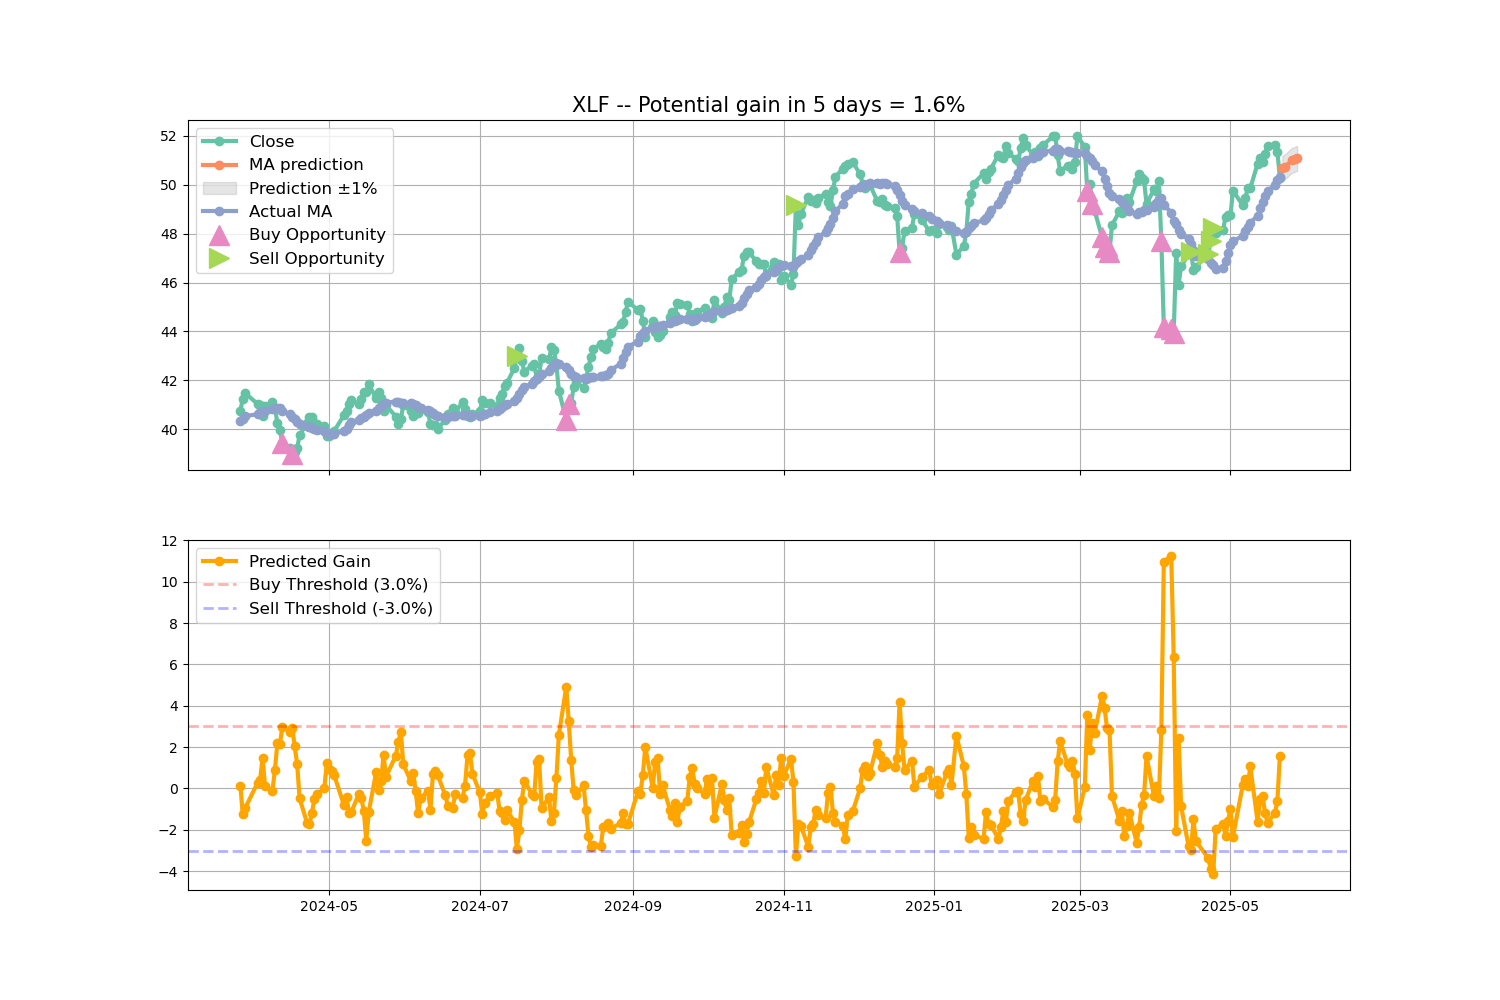 XLF -- Potential gain in 5 days = 1.6%
52
50
48
46
44
42
40
Close
MA prediction
Prediction ±1%
Actual MA
Buy Opportunity
Sell Opportunity
12
10
8
6
4
2
0
−2
−4
Predicted Gain
Buy Threshold (3.0%)
Sell Threshold (-3.0%)
2024-05
2024-07
2024-09
2024-11
2025-01
2025-03
2025-05